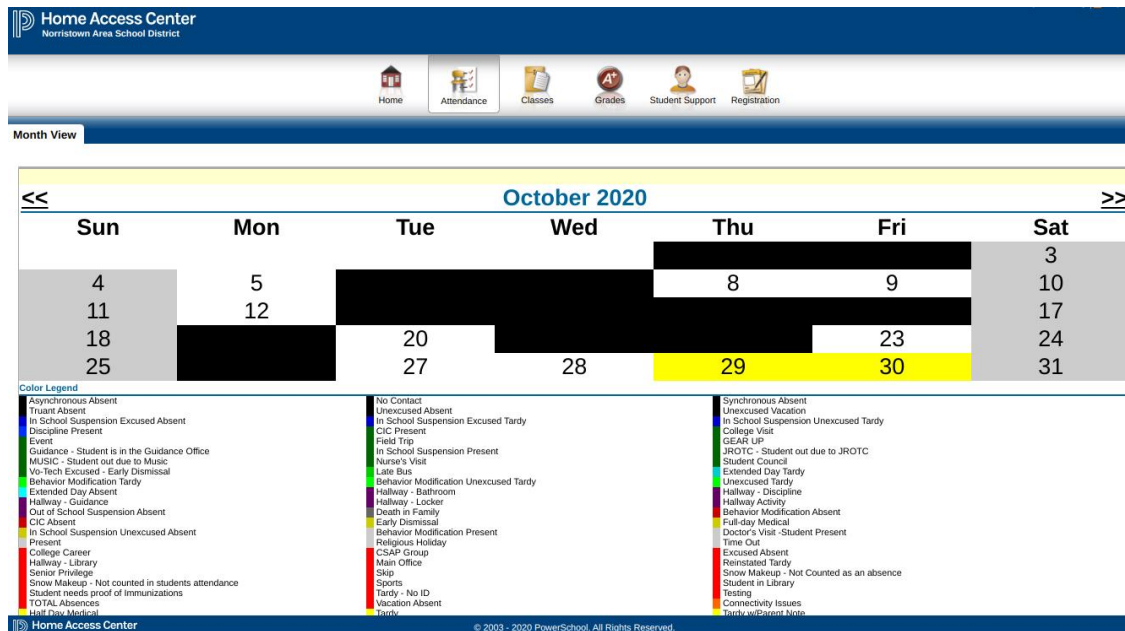 Home Access Center
Norristown Area School District
Home Attendance Classes Grades Student Support Registration
Month View
<< October 2020 >>
Sun Mon Tue Wed Thu Fri Sat
3
4 5 8 9 10
11 12 17
18 20 23 24
25 27 28 29 30 31
Color Legend
Asynchronous Absent No Contact Synchronous Absent
Truant Absent Unexcused Absent Unexcused Vacation
In School Suspension Excused Absent In School Suspension Excused Tardy In School Suspension Unexcused Tardy
Discipline Present CIC Present College Visit
Event Field Trip GEAR UP
Guidance - Student is in the Guidance Office In School Suspension Present JROTC - Student out due to JROTC
MUSIC - Student out due to Music Nurse's Visit Student Council
Vo-Tech Excused - Early Dismissal Late Bus Extended Day Tardy
Behavior Modification Tardy Behavior Modification Unexcused Tardy Unexcused Tardy
Extended Day Absent Hallway - Bathroom Hallway - Discipline
Hallway - Guidance Hallway - Locker Hallway Activity
Out of School Suspension Absent Death in Family Behavior Modification Absent
CIC Absent Early Dismissal Full-day Medical
In School Suspension Unexcused Absent Behavior Modification Present Doctor's Visit -Student Present
Present Religious Holiday Time Out
College Career CSAP Group Excused Absent
Hallway - Library Main Office Reinstated Tardy
Senior Privilege Skip Snow Makeup - Not Counted as an absence
Snow Makeup - Not counted in students attendance Sports Student in Library
Student needs proof of Immunizations Tardy - No ID Testing
TOTAL Absences Vacation Absent Connectivity Issues
Half Day Medical Tardy Tardy w/Parent Note
Home Access Center © 2003 - 2020 PowerSchool. All Rights Reserved.